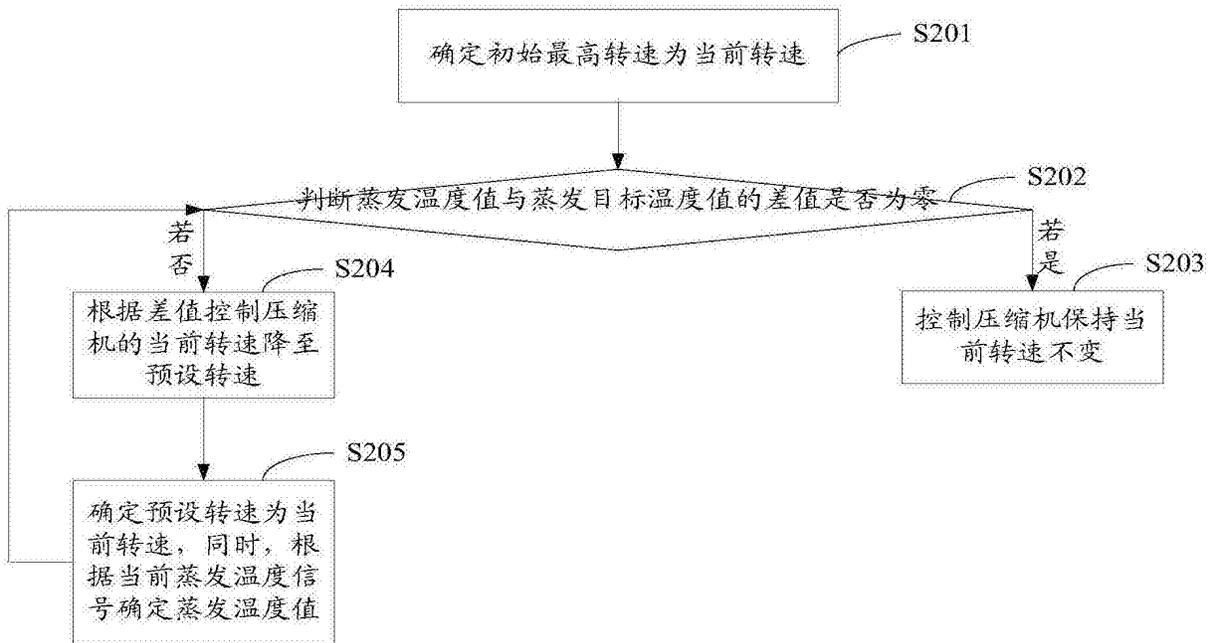 确定初始最高转速为当前转速
S201
判断蒸发温度值与蒸发目标温度值的差值是否为零
S202
若
否
若
是
S204
根据差值控制压缩
机的当前转速降至
预设转速
S203
控制压缩机保持当
前转速不变
S205
确定预设转速为当
前转速，同时，根
据当前蒸发温度信
号确定蒸发温度值